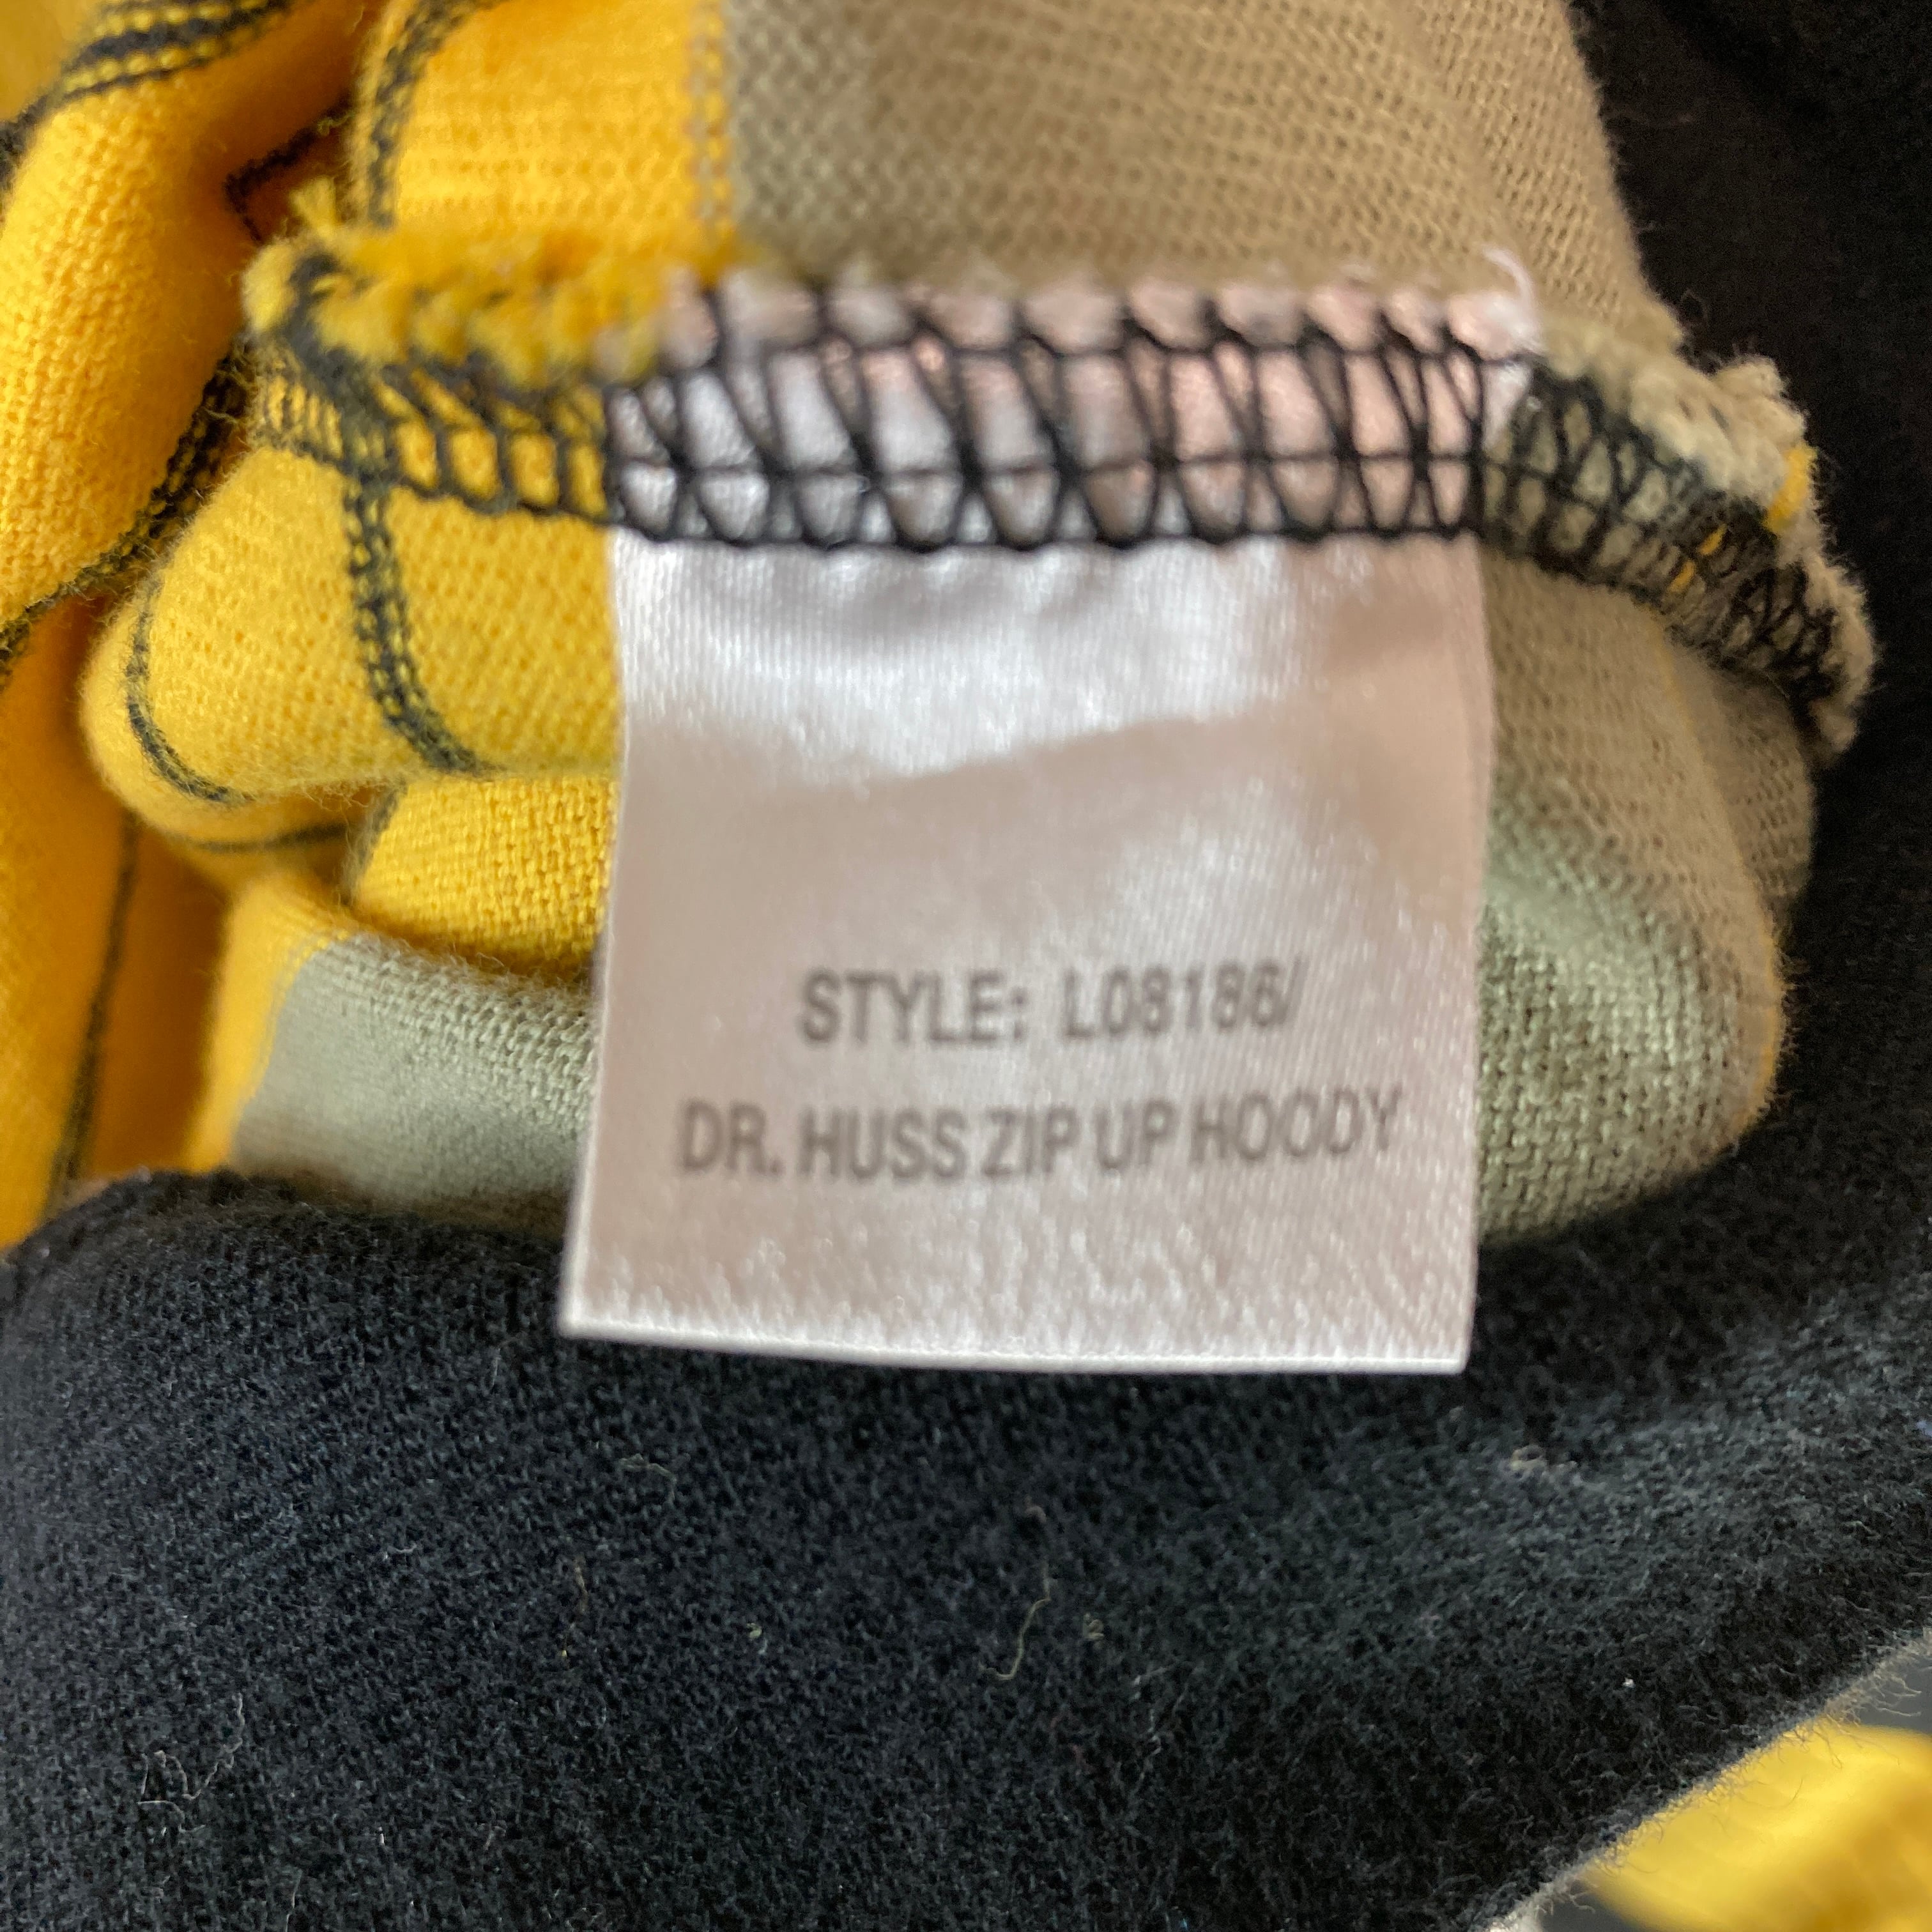 STYLE: L08186/
DR. HUSS ZIP UP HOODY